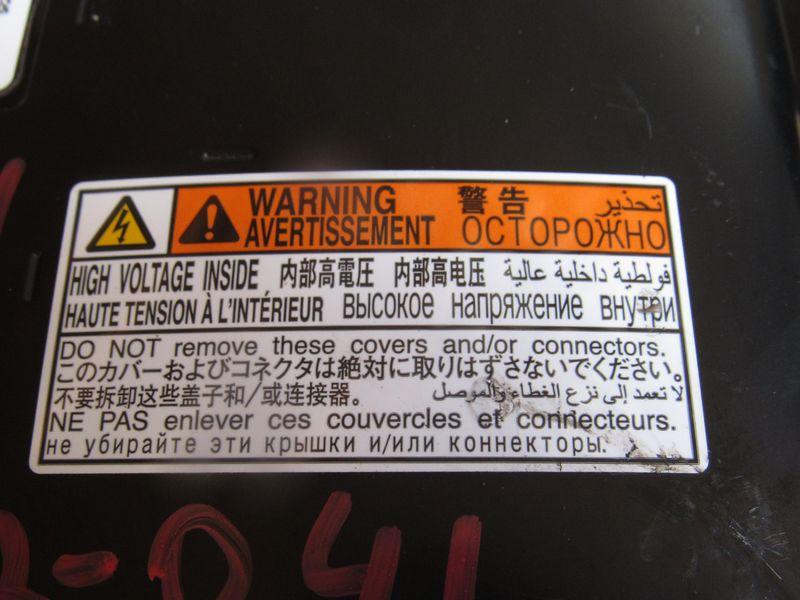 WARNING 警告 تحذير
AVERTISSEMENT ОСТОРОЖНО
HIGH VOLTAGE INSIDE 内部高電圧 内部高电压 فولطية داخلية عالية
HAUTE TENSION À L'INTÉRIEUR Высокое напряжение внутри
DO NOT remove these covers and/or connectors.
このカバーおよびコネクタは絶対に取りはずさないでください。
不要拆卸这些盖子和/或连接器。 لا تعمد إلى نزع الغطاء والموصل
NE PAS enlever ces couvercles et connecteurs.
не убирайте эти крышки и/или коннекторы.
-041